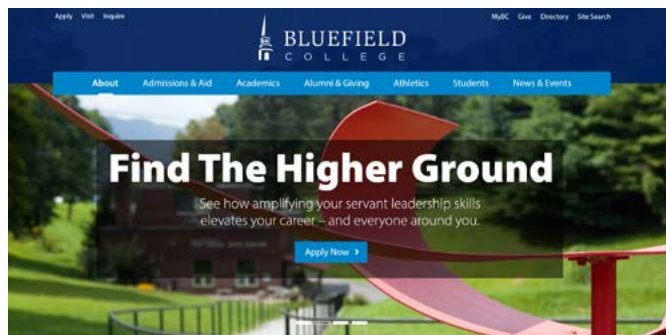 Apply Visit Inquire
MyBC Give Directory Site Search
BLUEFIELD
COLLEGE
About Admissions & Aid Academics Alumni & Giving Athletics Students News & Events
Find The Higher Ground
See how amplifying your servant leadership skills
elevates your career – and everyone around you.
Apply Now ›